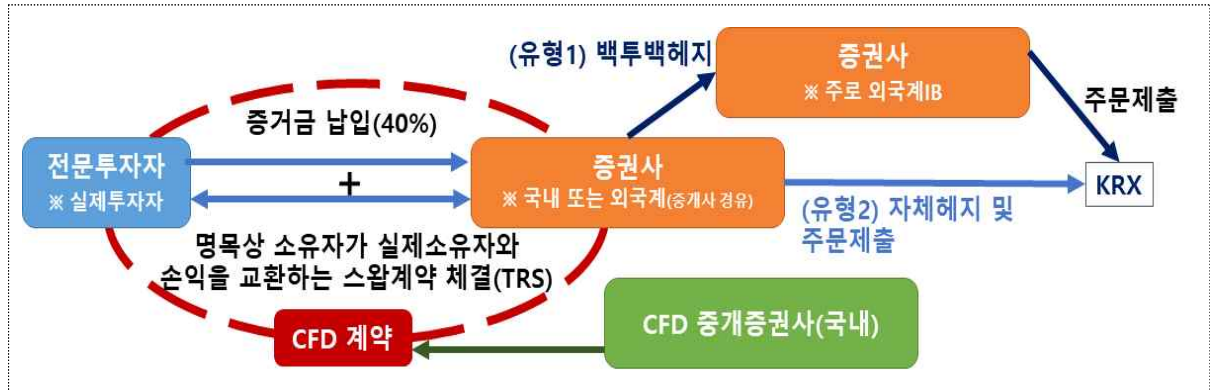 (유형1) 백투백헤지
증권사
※ 주로 외국계IB
주문제출
증거금 납입(40%)
전문투자자
※ 실제투자자
+
증권사
※ 국내 또는 외국계(중개사 경유)
KRX
(유형2) 자체헤지 및
주문제출
명목상 소유자가 실제소유자와
손익을 교환하는 스왑계약 체결(TRS)
CFD 계약
CFD 중개증권사(국내)